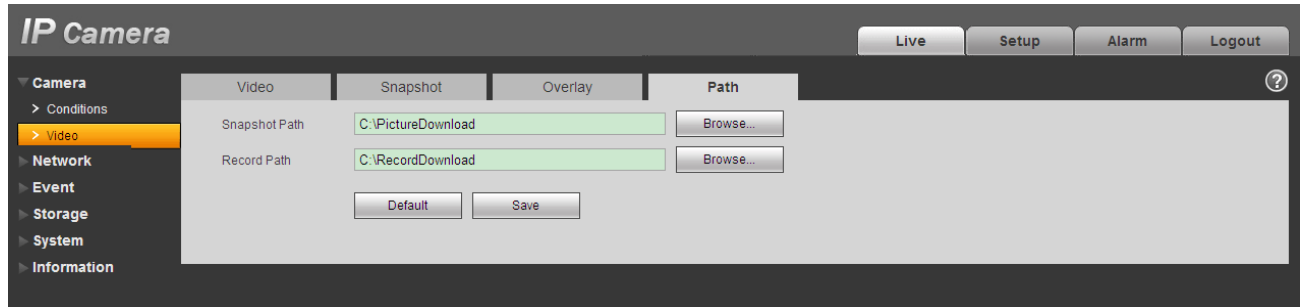 IP Camera
Live Setup Alarm Logout
Camera
> Conditions
> Video
Network
Event
Storage
System
Information
Video Snapshot Overlay Path
?
Snapshot Path C:\PictureDownload Browse...
Record Path C:\RecordDownload Browse...
Default Save